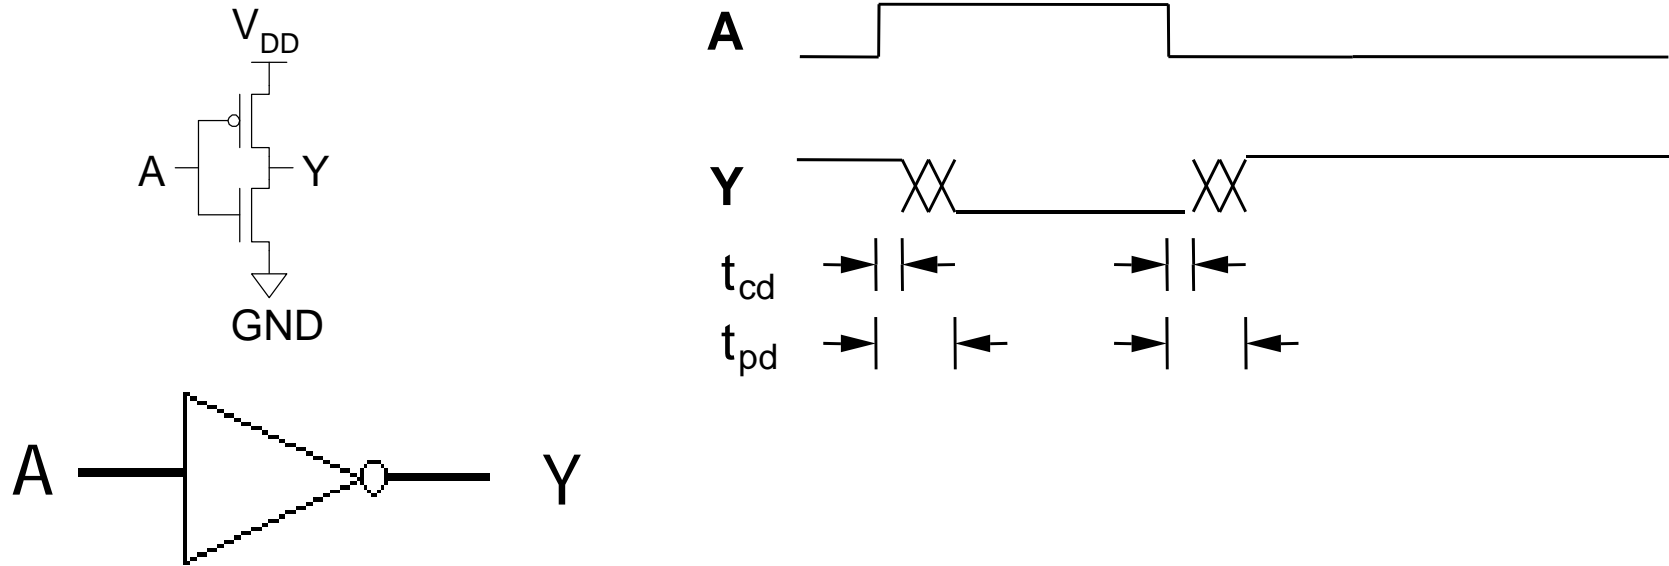 V_DD
A Y
GND
A Y
A
Y
t_cd
t_pd